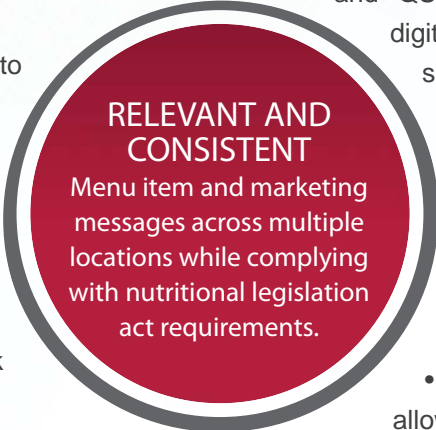 to
digit
RELEVANT AND
CONSISTENT
Menu item and marketing
messages across multiple
locations while complying
with nutritional legislation
act requirements.
•
allow